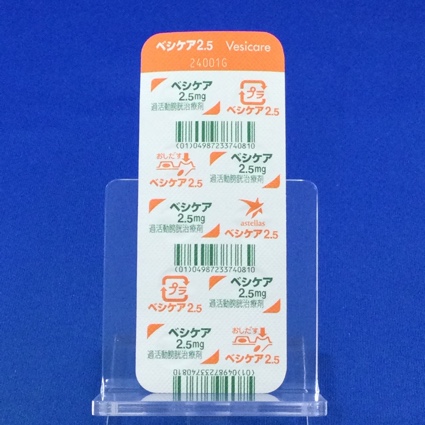 ベシケア2.5 Vesicare
24001G
ベシケア
2.5mg
過活動膀胱治療剤
プラ
ベシケア2.5
(01)04987233740810
おしだす
ベシケア2.5
ベシケア
2.5mg
過活動膀胱治療剤
ベシケア
2.5mg
過活動膀胱治療剤
astellas
ベシケア2.5
(01)04987233740810
プラ
ベシケア2.5
ベシケア
2.5mg
過活動膀胱治療剤
ベシケア
2.5mg
過活動膀胱治療剤
おしだす
ベシケア2.5
(01)04987233740810